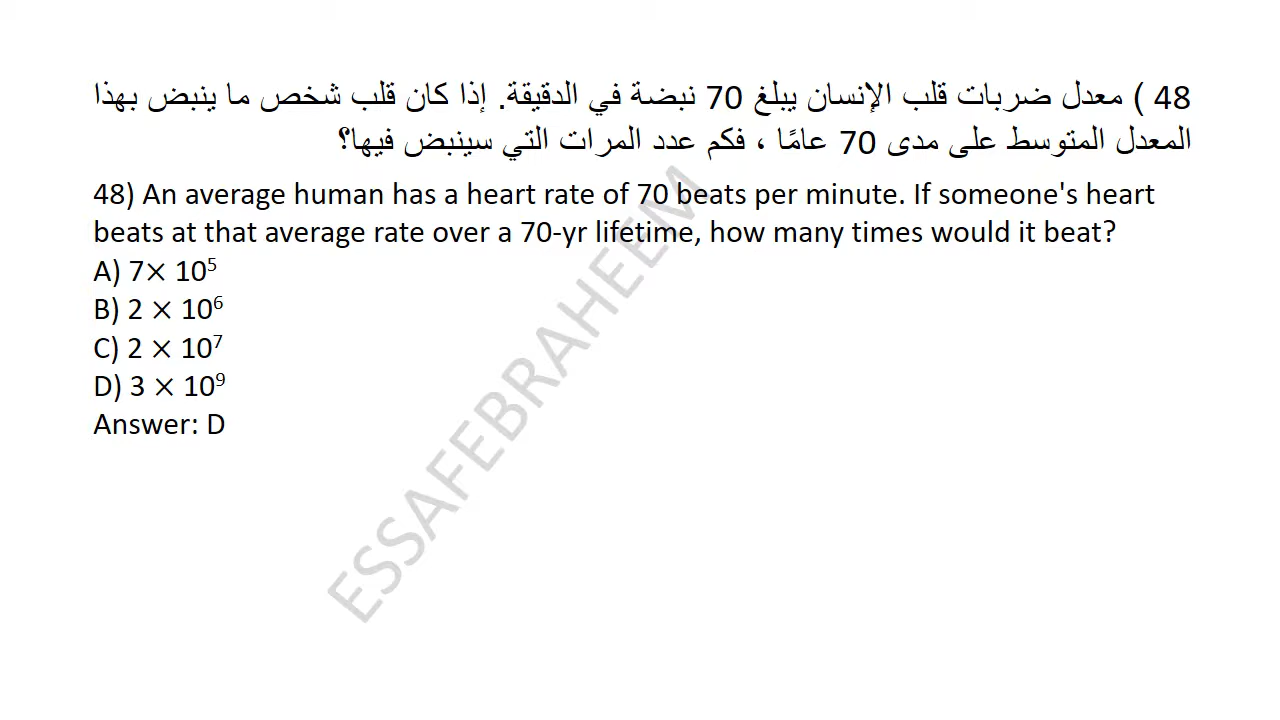 48 ) معدل ضربات قلب الإنسان يبلغ 70 نبضة في الدقيقة. إذا كان قلب شخص ما ينبض بهذا
المعدل المتوسط على مدى 70 عامًا ، فكم عدد المرات التي سينبض فيها؟
48) An average human has a heart rate of 70 beats per minute. If someone's heart
beats at that average rate over a 70-yr lifetime, how many times would it beat?
A) 7× 10⁵
B) 2 × 10⁶
C) 2 × 10⁷
D) 3 × 10⁹
Answer: D
ESSAFEBRAHEEM